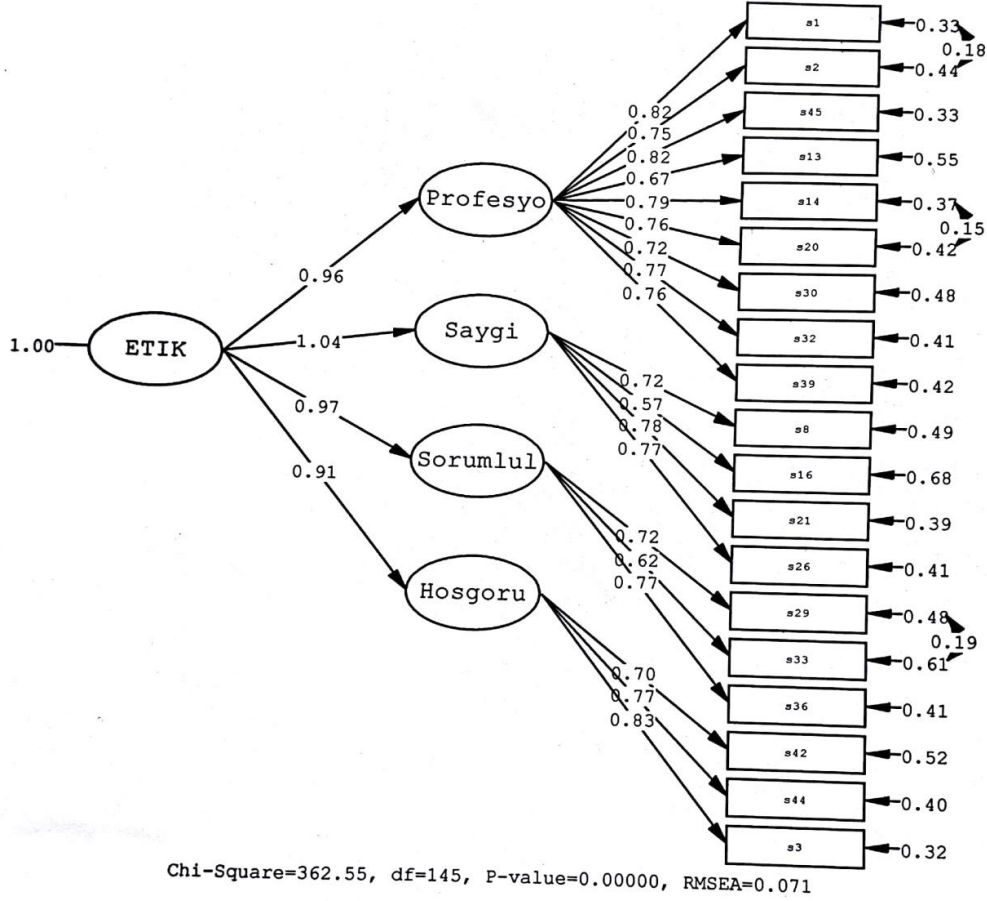 s1
0.33
0.18
s2
0.44
0.82
s45
0.33
0.75
0.82
s13
0.55
0.67
Profesyo
0.79
s14
0.37
0.15
0.76
s20
0.42
0.72
0.96
0.77
s30
0.48
0.76
1.00
ETIK
1.04
Saygi
s32
0.41
0.72
s39
0.42
0.97
0.57
0.78
s8
0.49
0.77
0.91
Sorumlul
s16
0.68
s21
0.39
0.72
0.62
s26
0.41
0.77
Hosgoru
s29
0.48
0.19
s33
0.61
0.70
0.77
s36
0.41
0.83
s42
0.52
s44
0.40
s3
0.32
Chi-Square=362.55, df=145, P-value=0.00000, RMSEA=0.071